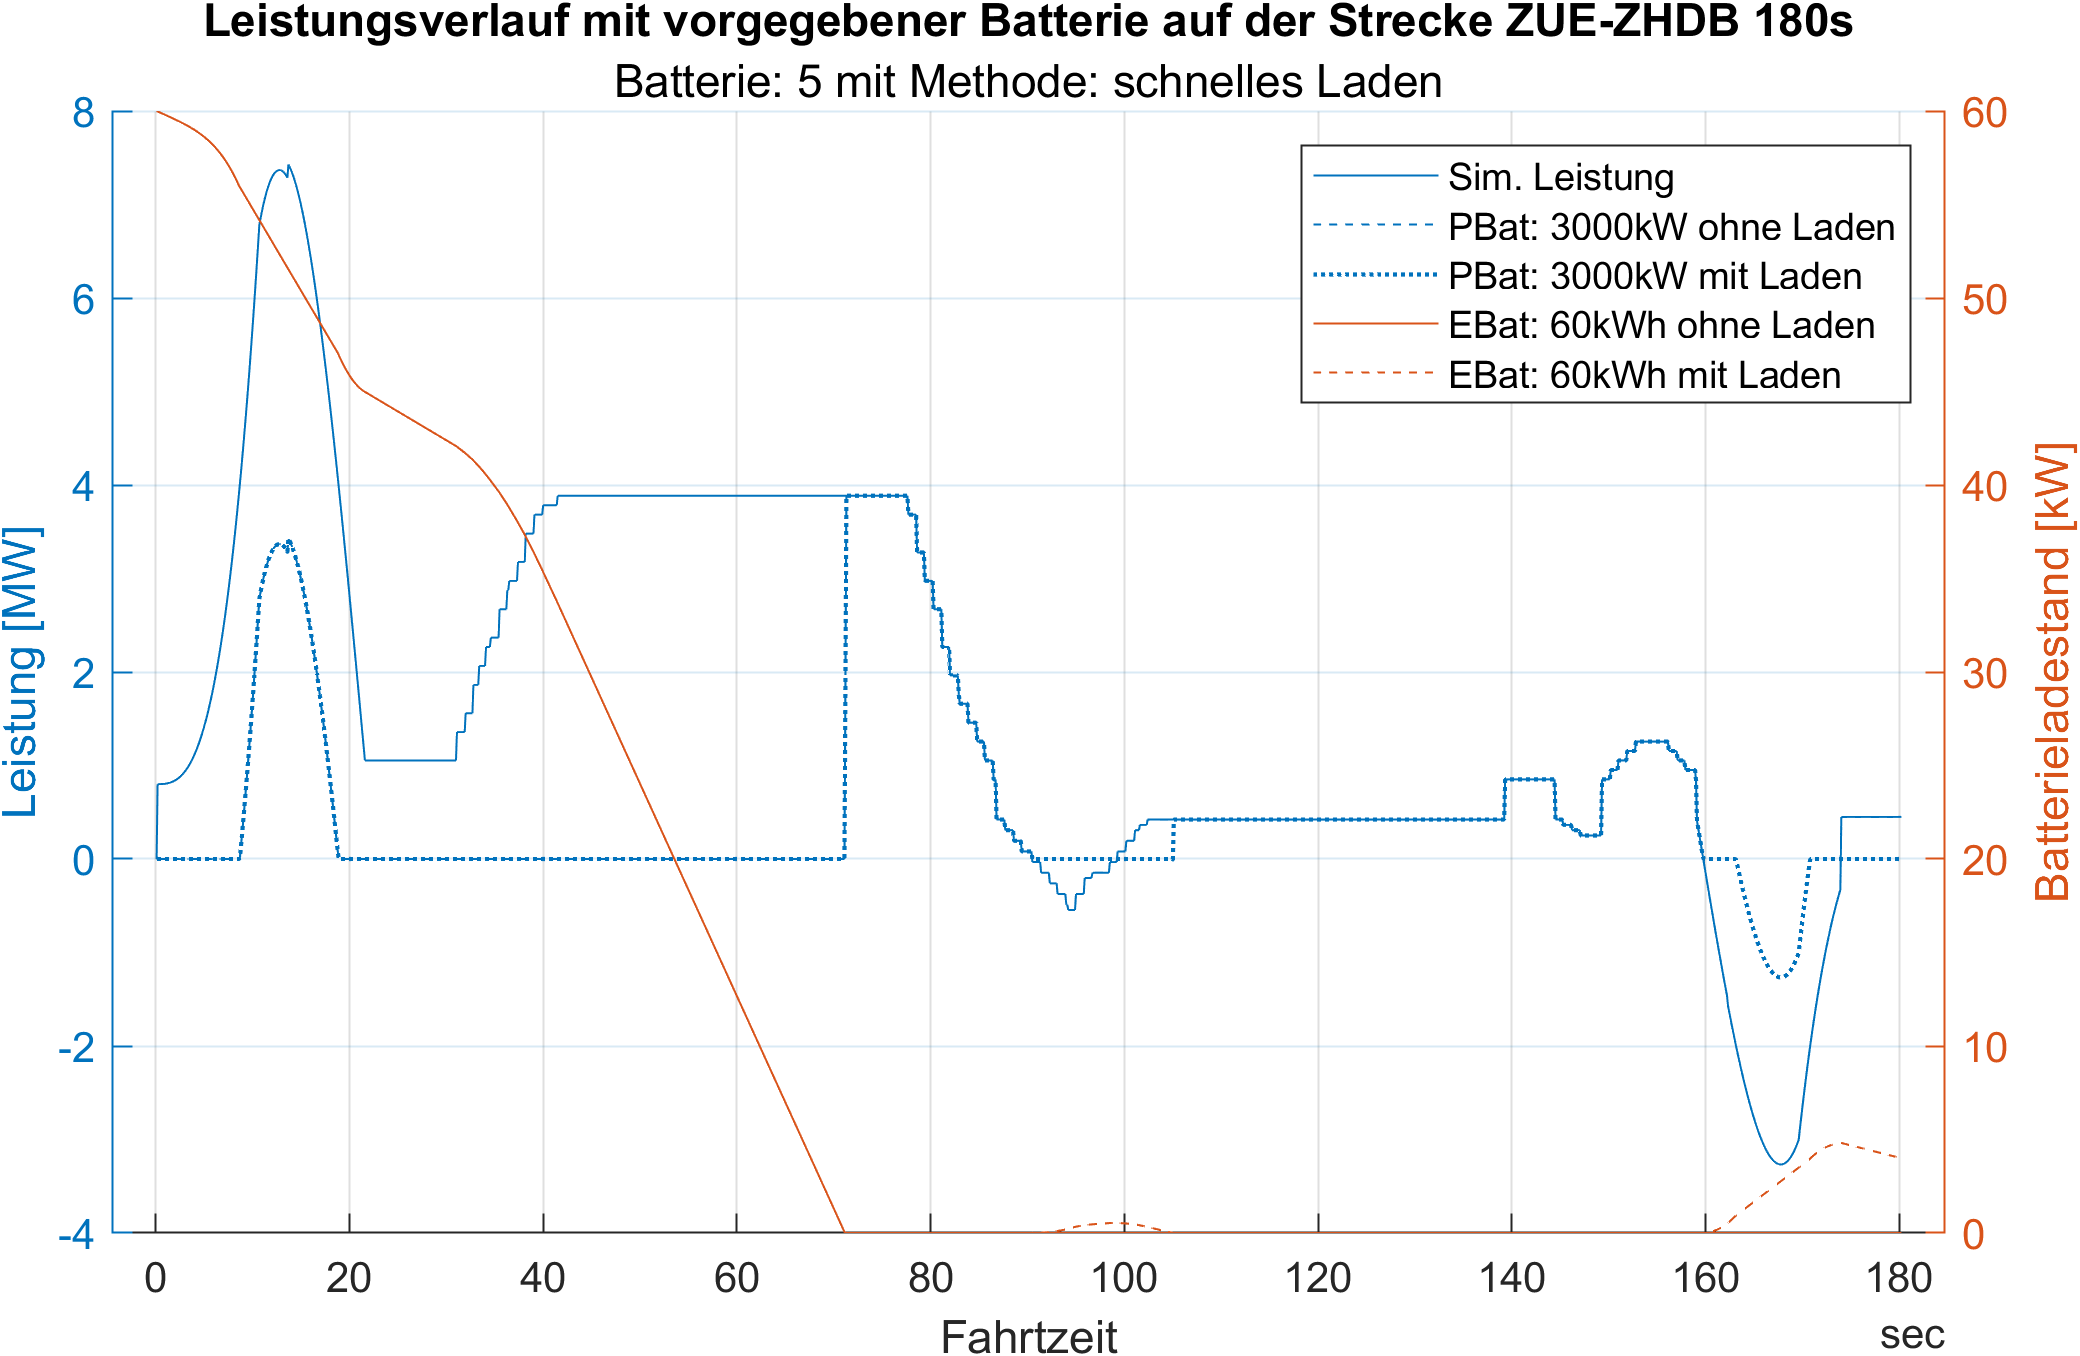 Leistungsverlauf mit vorgegebener Batterie auf der Strecke ZUE-ZHDB 180s
Batterie: 5 mit Methode: schnelles Laden
8
6
4
2
0
-2
-4
Leistung [MW]
60
50
40
30
20
10
0
Batterieladestand [kW]
Sim. Leistung
PBat: 3000kW ohne Laden
PBat: 3000kW mit Laden
EBat: 60kWh ohne Laden
EBat: 60kWh mit Laden
0 20 40 60 80 100 120 140 160 180
Fahrtzeit
sec